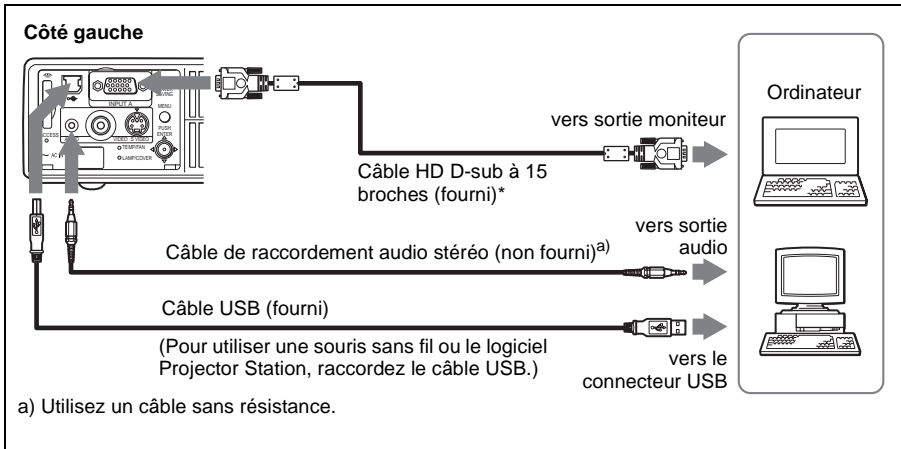 Côté gauche
INPUT A
SAVING
MENU
PUSH
ENTER
VIDEO S VIDEO
TEMP/FAN
LAMP/COVER
Ordinateur
vers sortie moniteur
Câble HD D-sub à 15
broches (fourni)*
vers sortie
audio
Câble de raccordement audio stéréo (non fourni)a)
Câble USB (fourni)
(Pour utiliser une souris sans fil ou le logiciel
Projector Station, raccordez le câble USB.)
vers le
connecteur USB
a) Utilisez un câble sans résistance.